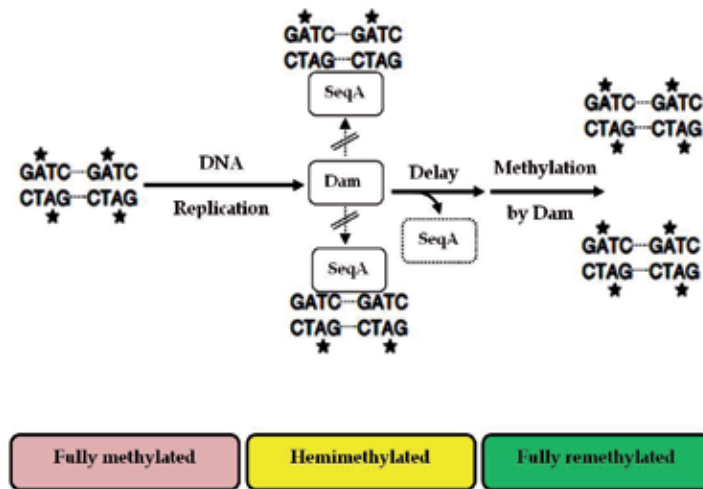 GATC┈GATC
CTAG┈CTAG
SeqA
GATC┈GATC
CTAG┈CTAG
DNA
Replication
Dam
Delay
SeqA
Methylation
by Dam
SeqA
GATC┈GATC
CTAG┈CTAG
GATC┈GATC
CTAG┈CTAG
GATC┈GATC
CTAG┈CTAG
Fully methylated
Hemimethylated
Fully remethylated